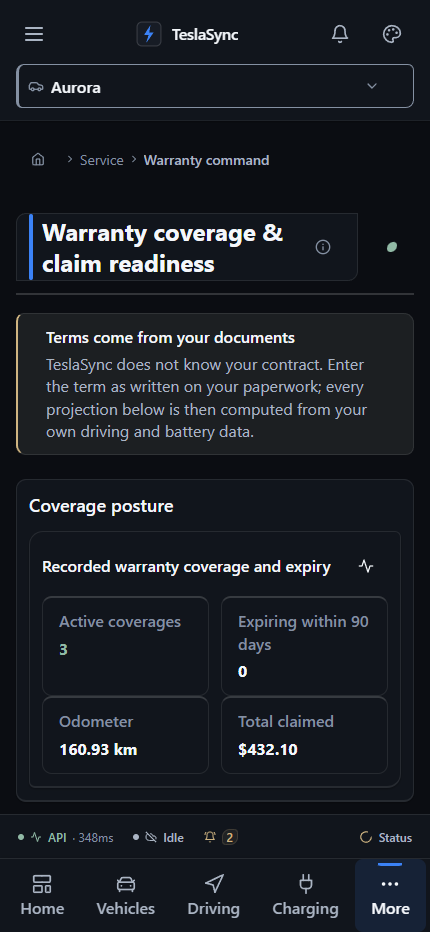 TeslaSync
Aurora
Service
Warranty command
Warranty coverage &
claim readiness
Terms come from your documents
TeslaSync does not know your contract. Enter
the term as written on your paperwork; every
projection below is then computed from your
own driving and battery data.
Coverage posture
Recorded warranty coverage and expiry
Active coverages
3
Expiring within 90
days
0
Odometer
160.93 km
Total claimed
$432.10
API · 348ms
Idle
2
Status
Home
Vehicles
Driving
Charging
More